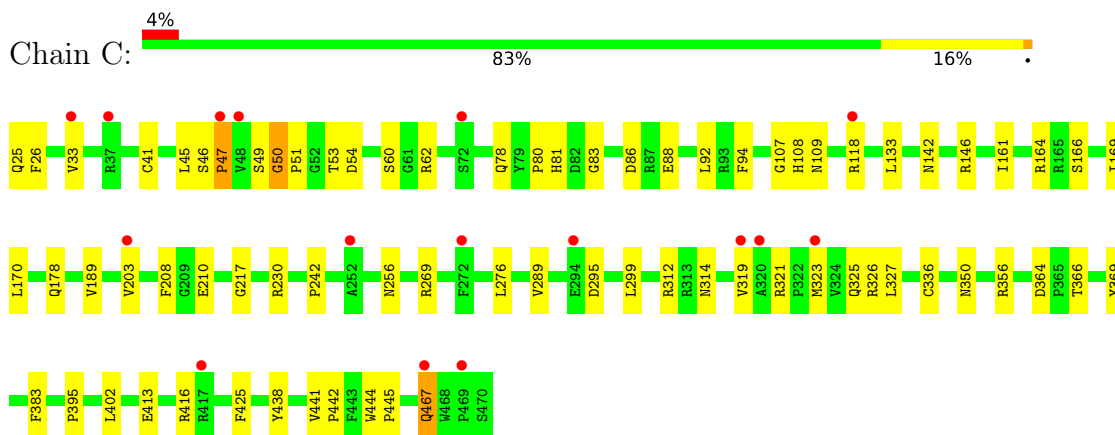 4%
Chain C:
83% 16% •
Q25 F26 V33 R37 C41 L45 S46 P47 V48 S49 G50 P51 G52 T53 D54 S60 G61 R62 S72 Q78 Y79 P80 H81 D82 G83 D86 R87 E88 L92 R93 F94 G107 H108 N109 R118 L133 N142 R146 I161 R164 R165 S166 I169
L170 Q178 V189 V203 F208 G209 E210 G217 R230 P242 A252 N256 R269 F272 L276 V289 E294 D295 L299 R312 R313 N314 V319 A320 R321 P322 M323 V324 Q325 R326 L327 C336 N350 R356 D364 P365 T366 Y369
F383 P395 L402 E413 R416 R417 F425 Y438 V441 P442 F443 W444 P445 Q467 W468 P469 S470